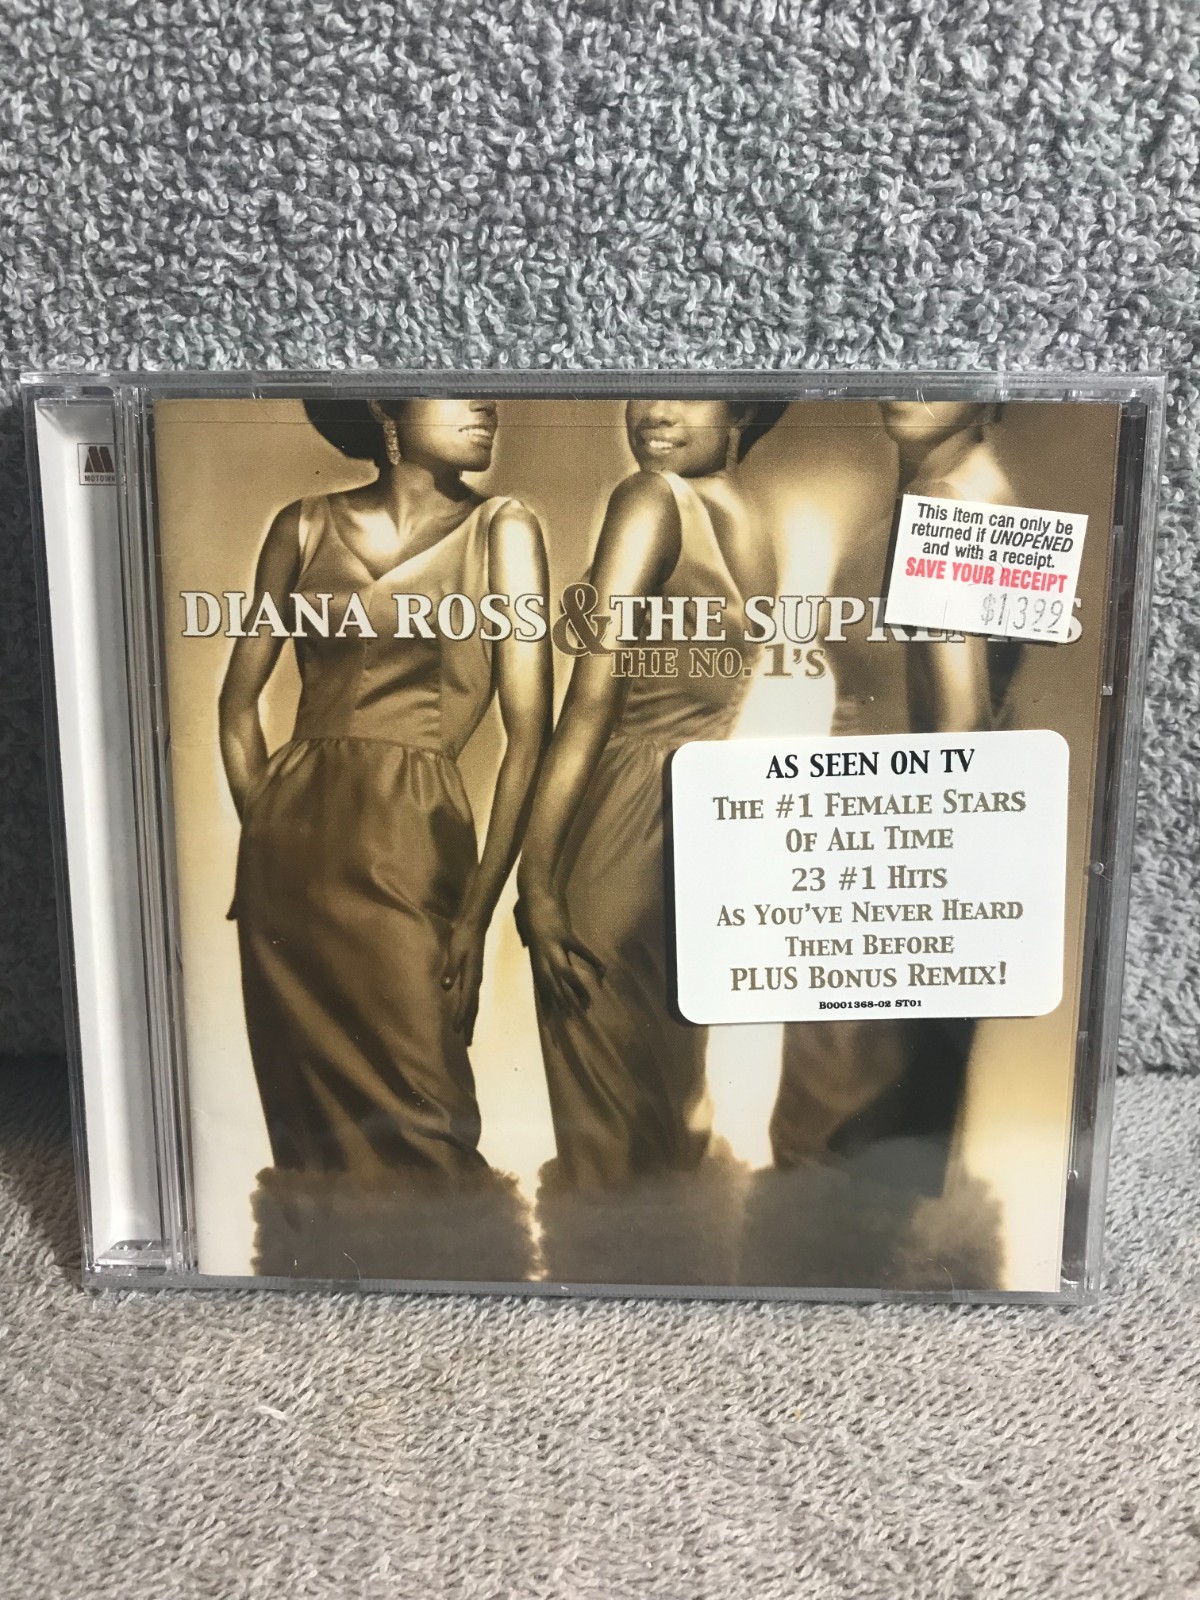 MOTOWN
This item can only be
returned if UNOPENED
and with a receipt.
SAVE YOUR RECEIPT
$13.99
DIANA ROSS & THE
THE NO. 1'S
AS SEEN ON TV
THE #1 FEMALE STARS
OF ALL TIME
23 #1 HITS
AS YOU'VE NEVER HEARD
THEM BEFORE
PLUS BONUS REMIX!
B0001368-02 ST01